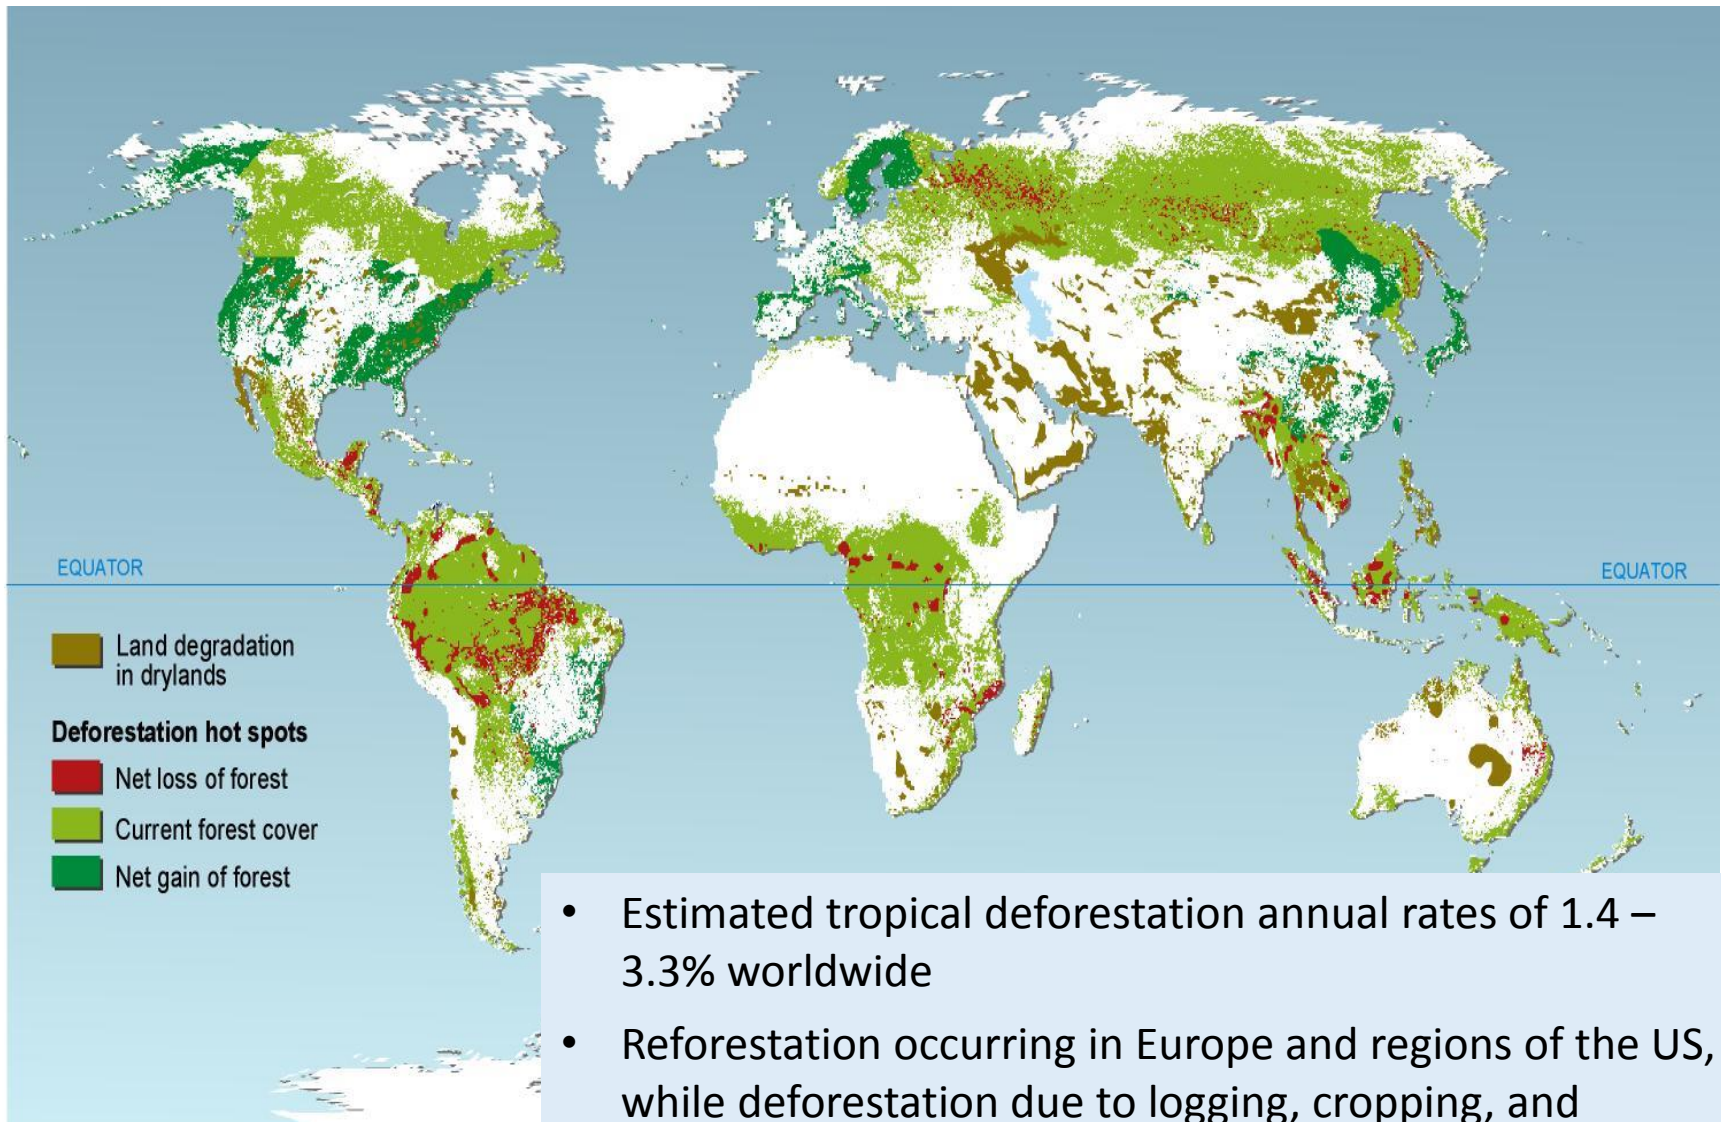 EQUATOR
EQUATOR
Land degradation
in drylands
Deforestation hot spots
Net loss of forest
Current forest cover
Net gain of forest
• Estimated tropical deforestation annual rates of 1.4 –
3.3% worldwide
• Reforestation occurring in Europe and regions of the US,
while deforestation due to logging, cropping, and